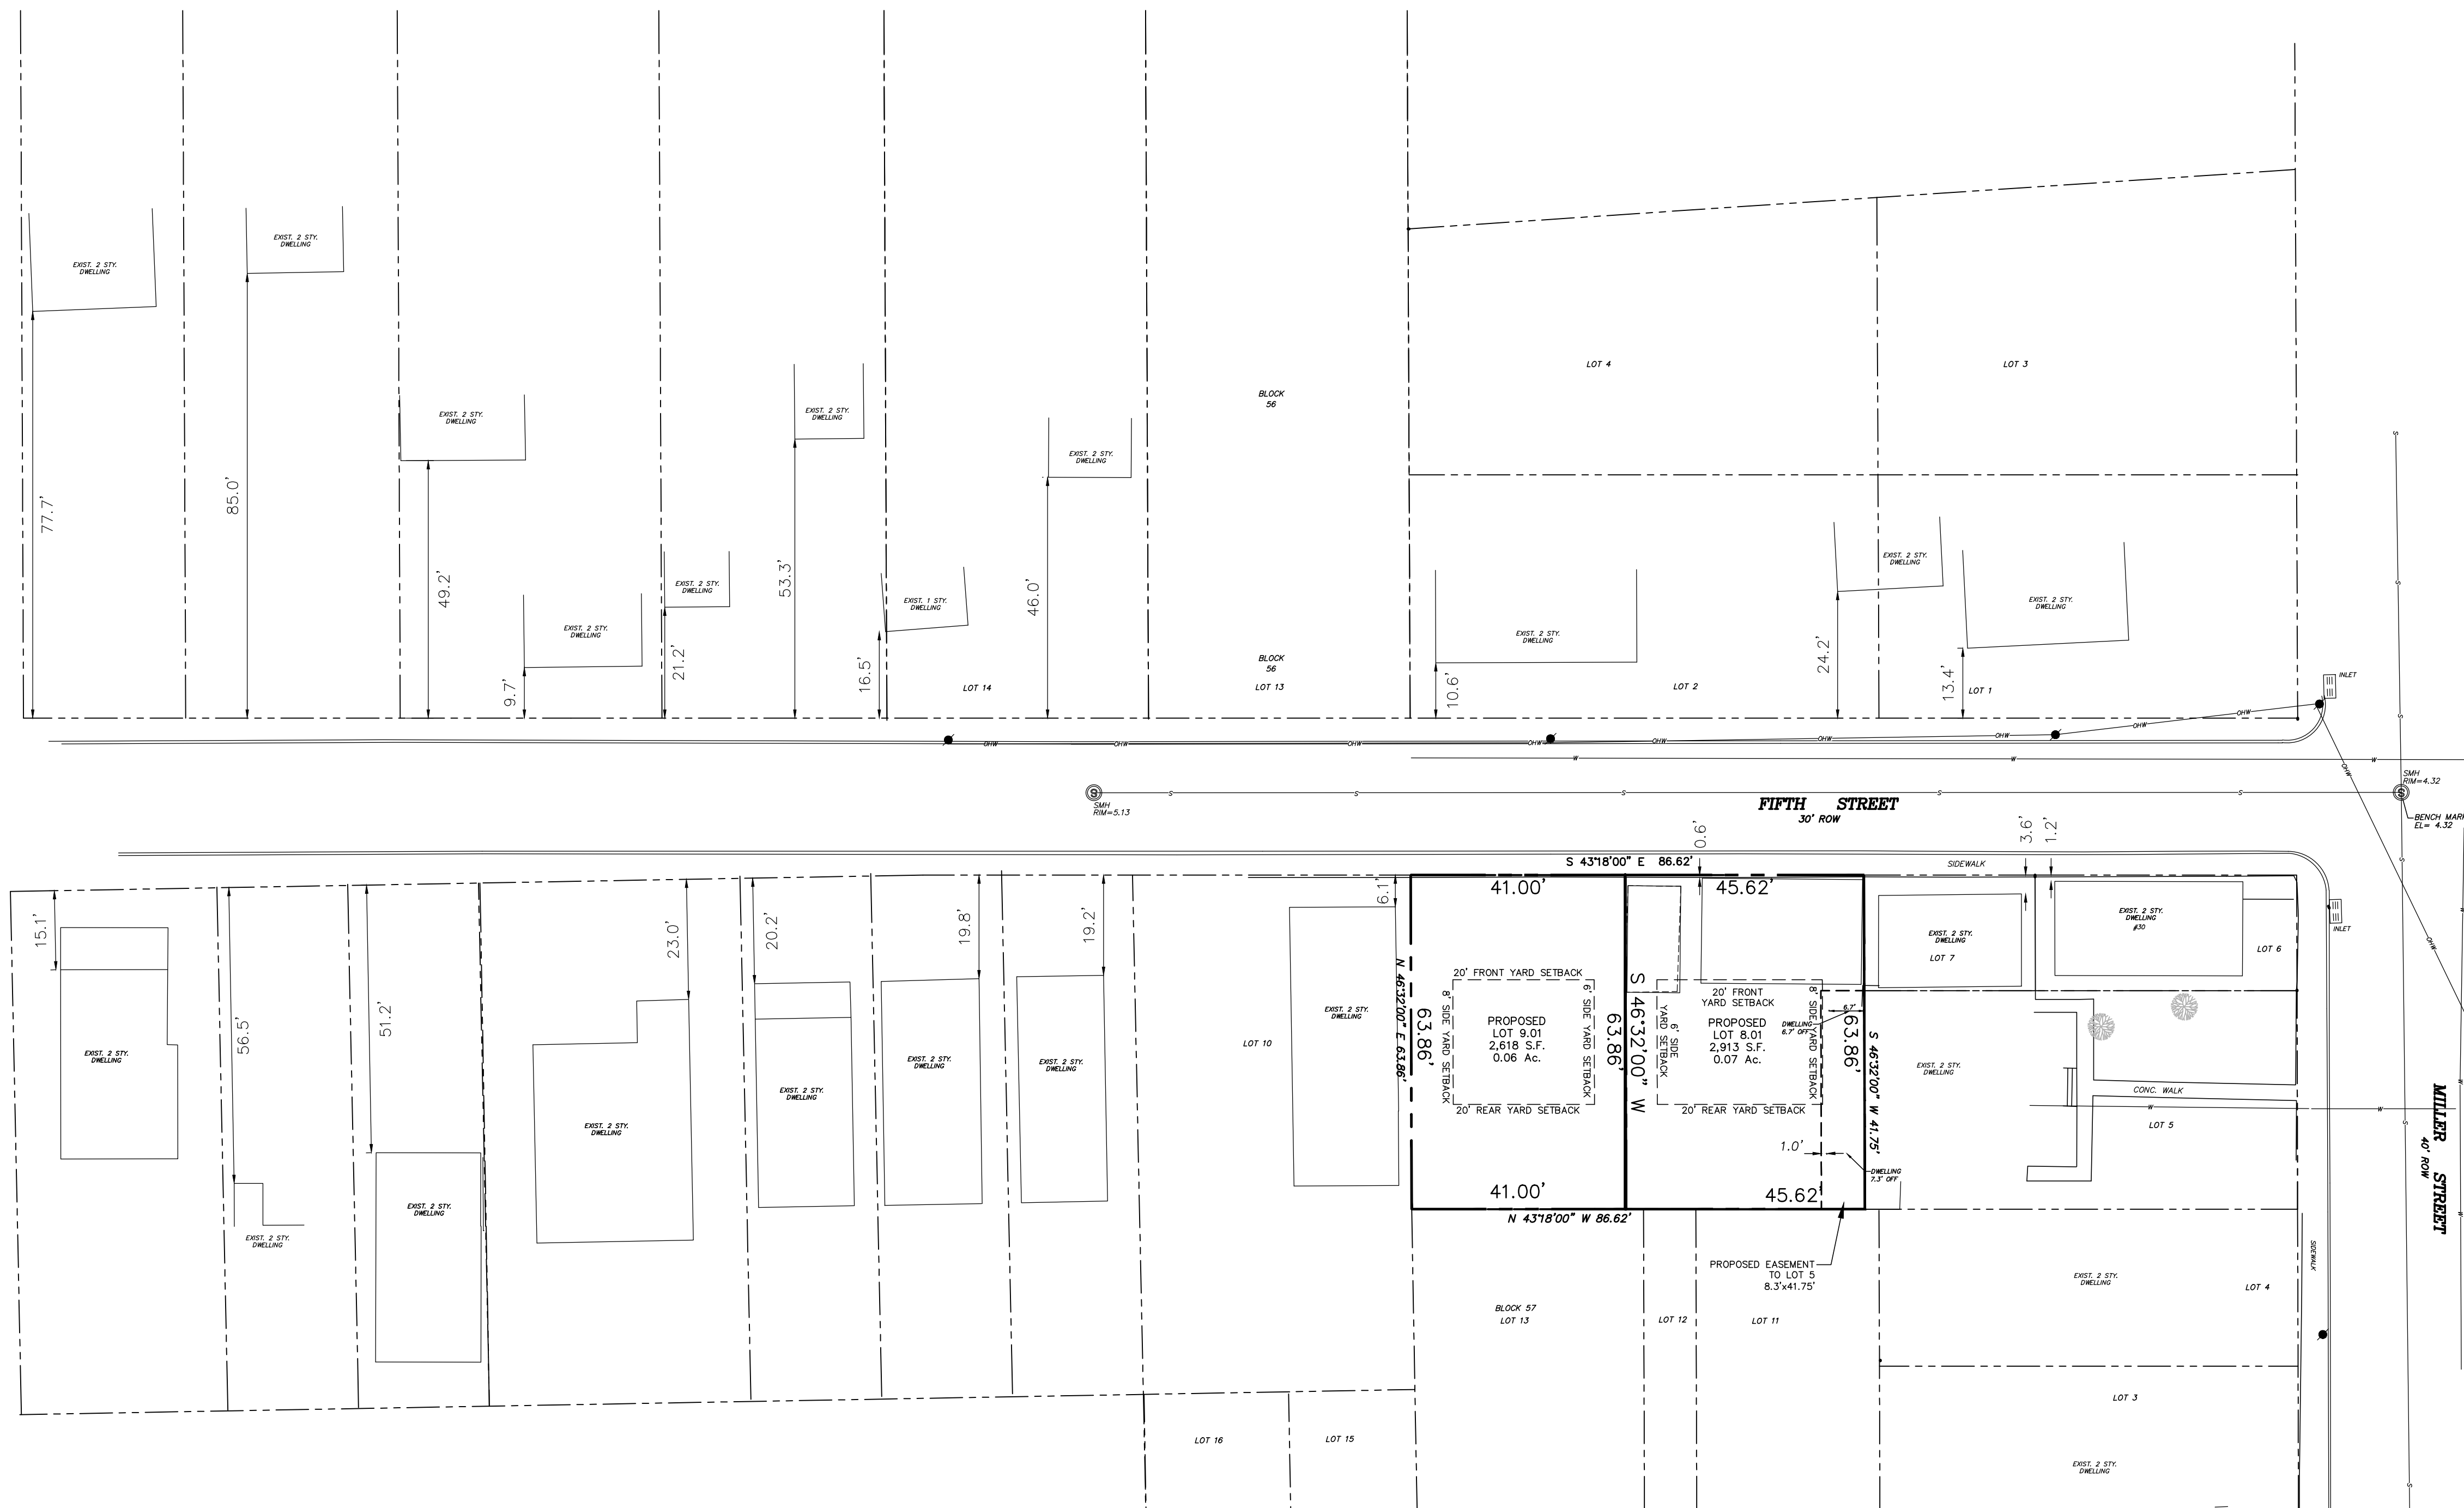 EXIST. 2 STY.
DWELLING
EXIST. 2 STY.
DWELLING
EXIST. 2 STY.
DWELLING
EXIST. 2 STY.
DWELLING
EXIST. 2 STY.
DWELLING
EXIST. 2 STY.
DWELLING
EXIST. 1 STY.
DWELLING
EXIST. 2 STY.
DWELLING
77.7'
85.0'
49.2'
9.7'
21.2'
53.3'
16.5'
46.0'
LOT 14
BLOCK
56
BLOCK
56
LOT 13
LOT 4
LOT 3
EXIST. 2 STY.
DWELLING
EXIST. 2 STY.
DWELLING
EXIST. 2 STY.
DWELLING
10.6'
LOT 2
24.2'
13.4'
LOT 1
INLET
OHW
OHW
OHW
OHW
OHW
OHW
OHW
OHW
OHW
OHW
OHW
W
W
W
S
SMH
RIM=5.13
S
S
S
S
S
S
SMH
RIM=4.32
BENCH MARK
EL= 4.32
FIFTH STREET
30' ROW
0.6'
3.6'
1.2'
S 43°18'00" E 86.62'
SIDEWALK
41.00'
45.62'
15.1'
56.5'
51.2'
23.0'
20.2'
19.8'
19.2'
6.1'
EXIST. 2 STY.
DWELLING
EXIST. 2 STY.
DWELLING
EXIST. 2 STY.
DWELLING
EXIST. 2 STY.
DWELLING
EXIST. 2 STY.
DWELLING
EXIST. 2 STY.
DWELLING
EXIST. 2 STY.
DWELLING
LOT 10
EXIST. 2 STY.
DWELLING
N 46°32'00" E 63.86'
63.86'
8' SIDE YARD SETBACK
20' FRONT YARD SETBACK
PROPOSED
LOT 9.01
2,618 S.F.
0.06 Ac.
6' SIDE YARD SETBACK
20' REAR YARD SETBACK
63.86'
S 46°32'00" W
6' SIDE
YARD SETBACK
20' FRONT
YARD SETBACK
PROPOSED
LOT 8.01
2,913 S.F.
0.07 Ac.
8' SIDE YARD SETBACK
20' REAR YARD SETBACK
DWELLING
6.7' OFF
6.7'
63.86'
S 46°32'00" W 41.75'
1.0'
DWELLING
7.3' OFF
41.00'
45.62'
N 43°18'00" W 86.62'
PROPOSED EASEMENT
TO LOT 5
8.3'x41.75'
EXIST. 2 STY.
DWELLING
LOT 7
EXIST. 2 STY.
DWELLING
#30
LOT 6
INLET
EXIST. 2 STY.
DWELLING
CONC. WALK
W
W
LOT 5
MILLER STREET
40' ROW
SIDEWALK
EXIST. 2 STY.
DWELLING
LOT 4
LOT 3
EXIST. 2 STY.
DWELLING
BLOCK 57
LOT 13
LOT 12
LOT 11
LOT 16
LOT 15
S
S
S
S
S
W
W
W